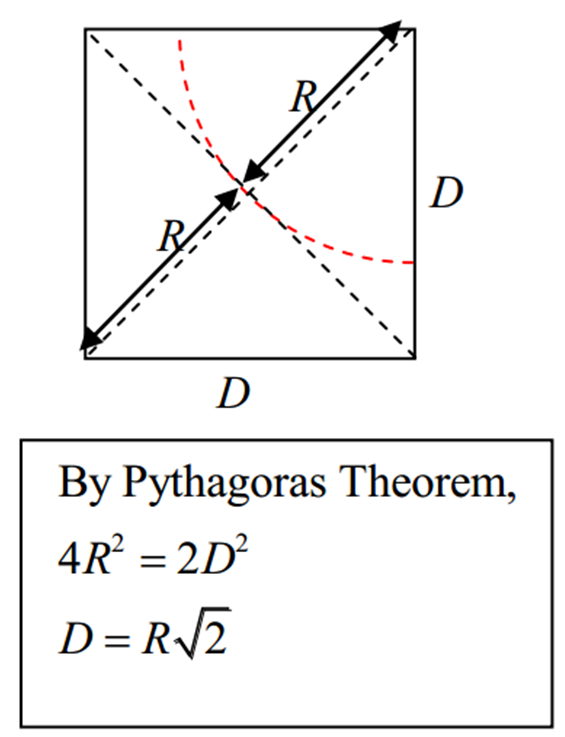 R
D
R
D
By Pythagoras Theorem,
4R² = 2D²
D = R√2